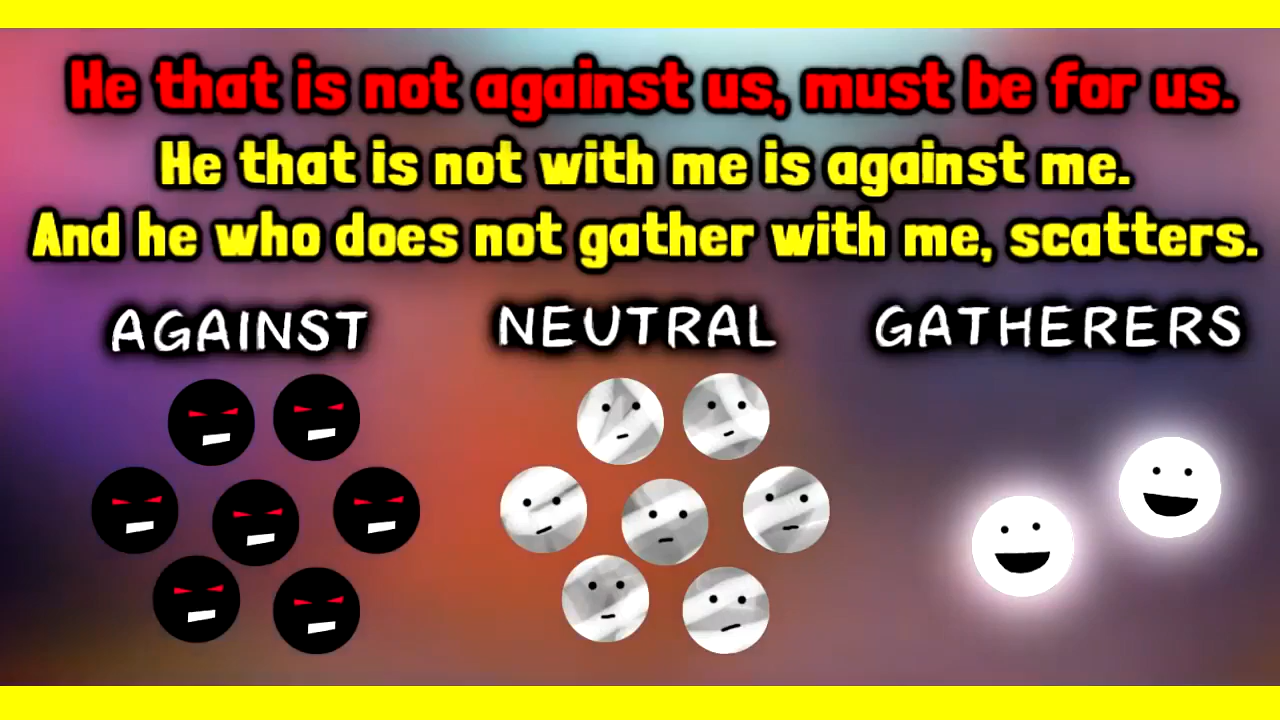 He that is not against us, must be for us.
He that is not with me is against me.
And he who does not gather with me, scatters.
AGAINST NEUTRAL GATHERERS